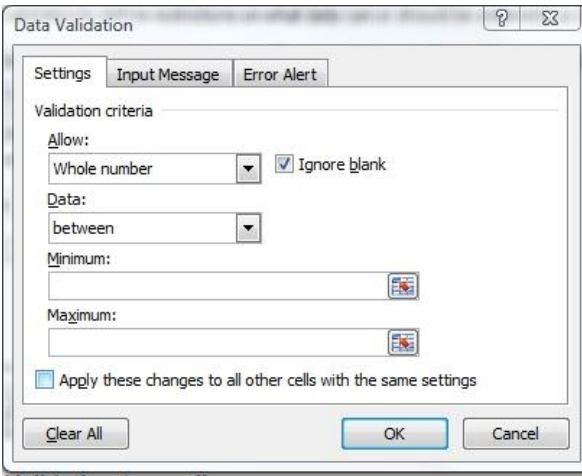 Data Validation
Settings Input Message Error Alert
Validation criteria
Allow:
Whole number Ignore blank
Data:
between
Minimum:
Maximum:
Apply these changes to all other cells with the same settings
Clear All OK Cancel